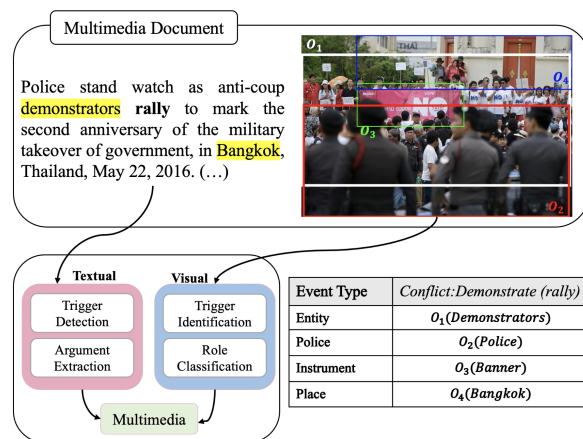 Multimedia Document
Police stand watch as anti-coup
demonstrators rally to mark the
second anniversary of the military
takeover of government, in Bangkok,
Thailand, May 22, 2016. (…)
O1
THAI
O4
NO
NO
O3
O2
Textual
Visual
Trigger
Detection
Trigger
Identification
Argument
Extraction
Role
Classification
Multimedia
Event Type Conflict:Demonstrate (rally)
Entity O1(Demonstrators)
Police O2(Police)
Instrument O3(Banner)
Place O4(Bangkok)